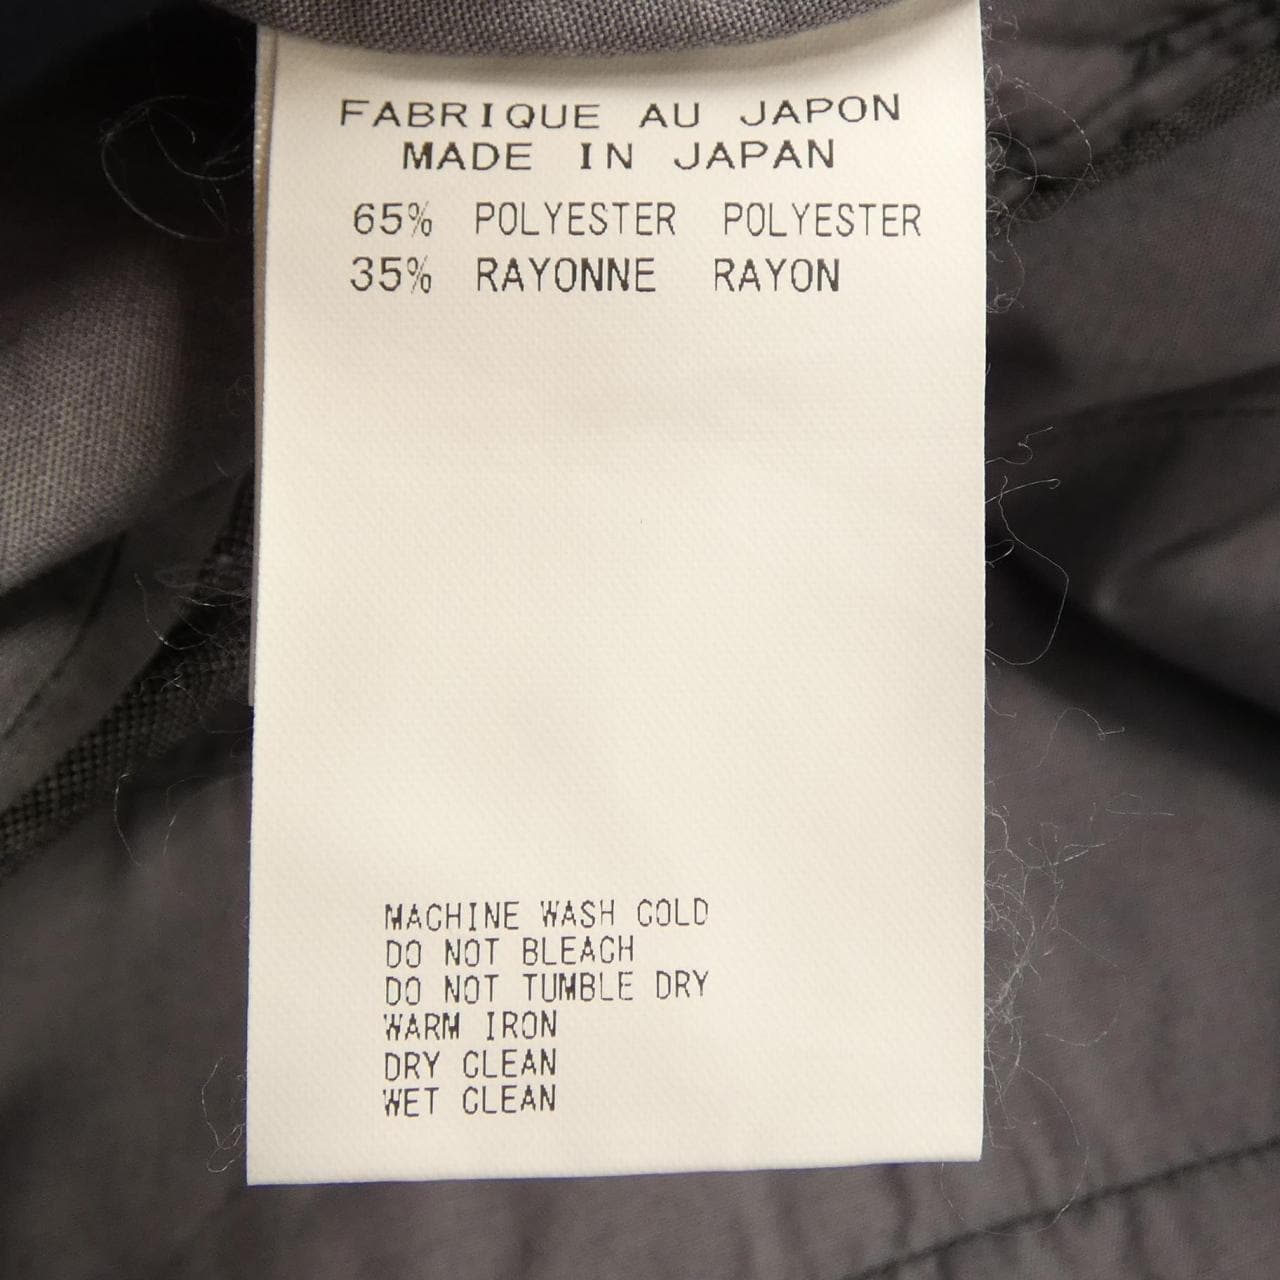 FABRIQUE AU JAPON
MADE IN JAPAN
65% POLYESTER POLYESTER
35% RAYONNE RAYON
MACHINE WASH COLD
DO NOT BLEACH
DO NOT TUMBLE DRY
WARM IRON
DRY CLEAN
WET CLEAN